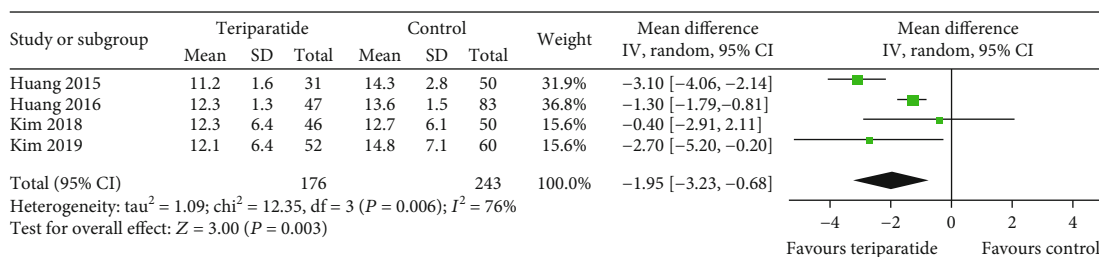 Study or subgroup Teriparatide Control Weight Mean difference IV, random, 95% CI Mean difference IV, random, 95% CI
Mean SD Total Mean SD Total
Huang 2015 11.2 1.6 31 14.3 2.8 50 31.9% −3.10 [−4.06, −2.14]
Huang 2016 12.3 1.3 47 13.6 1.5 83 36.8% −1.30 [−1.79,−0.81]
Kim 2018 12.3 6.4 46 12.7 6.1 50 15.6% −0.40 [−2.91, 2.11]
Kim 2019 12.1 6.4 52 14.8 7.1 60 15.6% −2.70 [−5.20, −0.20]
Total (95% CI) 176 243 100.0% −1.95 [−3.23, −0.68]
Heterogeneity: tau² = 1.09; chi² = 12.35, df = 3 (P = 0.006); I² = 76%
Test for overall effect: Z = 3.00 (P = 0.003)
−4 −2 0 2 4
Favours teriparatide Favours control